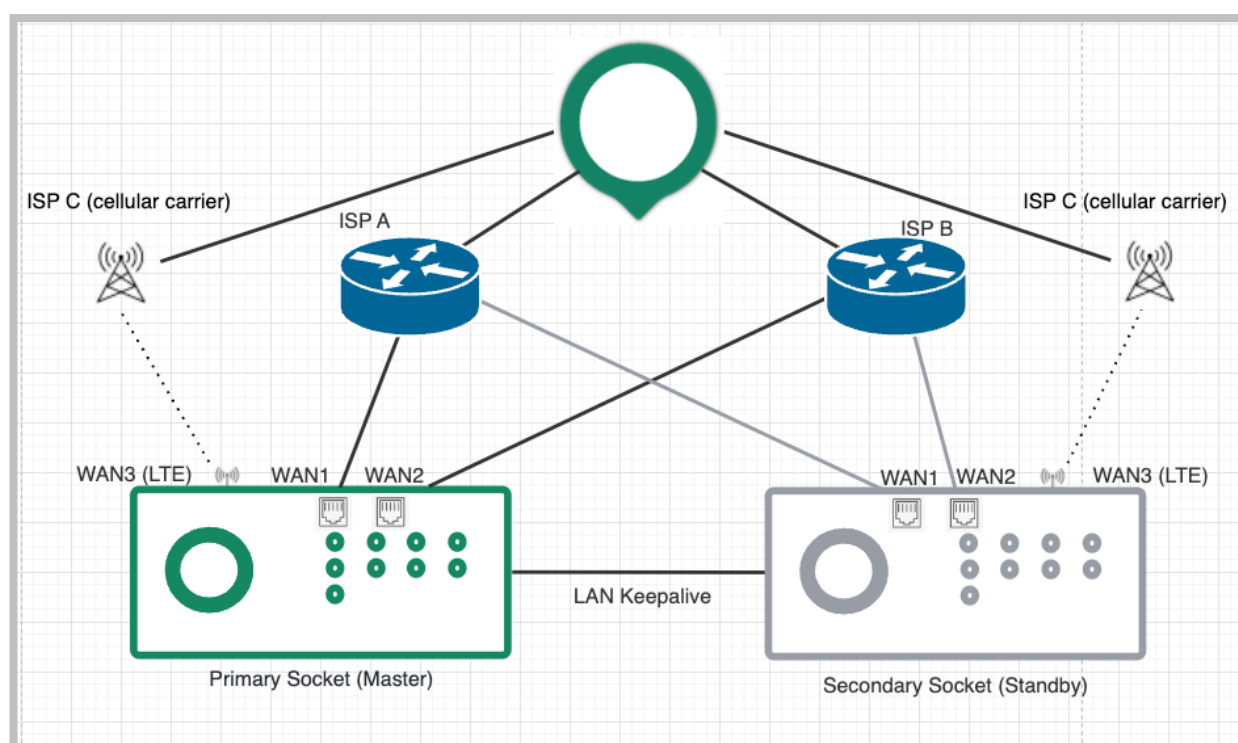 ISP C (cellular carrier)
ISP C (cellular carrier)
ISP A
ISP B
WAN3 (LTE)
WAN1
WAN2
WAN1
WAN2
WAN3 (LTE)
LAN Keepalive
Primary Socket (Master)
Secondary Socket (Standby)